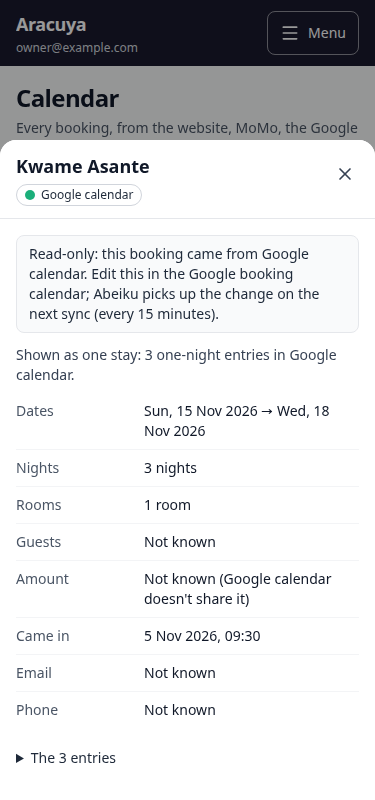 Aracuya
owner@example.com
Menu
Calendar
Every booking, from the website, MoMo, the Google
Kwame Asante
Google calendar
Read-only: this booking came from Google
calendar. Edit this in the Google booking
calendar; Abeiku picks up the change on the
next sync (every 15 minutes).
Shown as one stay: 3 one-night entries in Google
calendar.
Dates
Sun, 15 Nov 2026 → Wed, 18
Nov 2026
Nights
3 nights
Rooms
1 room
Guests
Not known
Amount
Not known (Google calendar
doesn't share it)
Came in
5 Nov 2026, 09:30
Email
Not known
Phone
Not known
The 3 entries